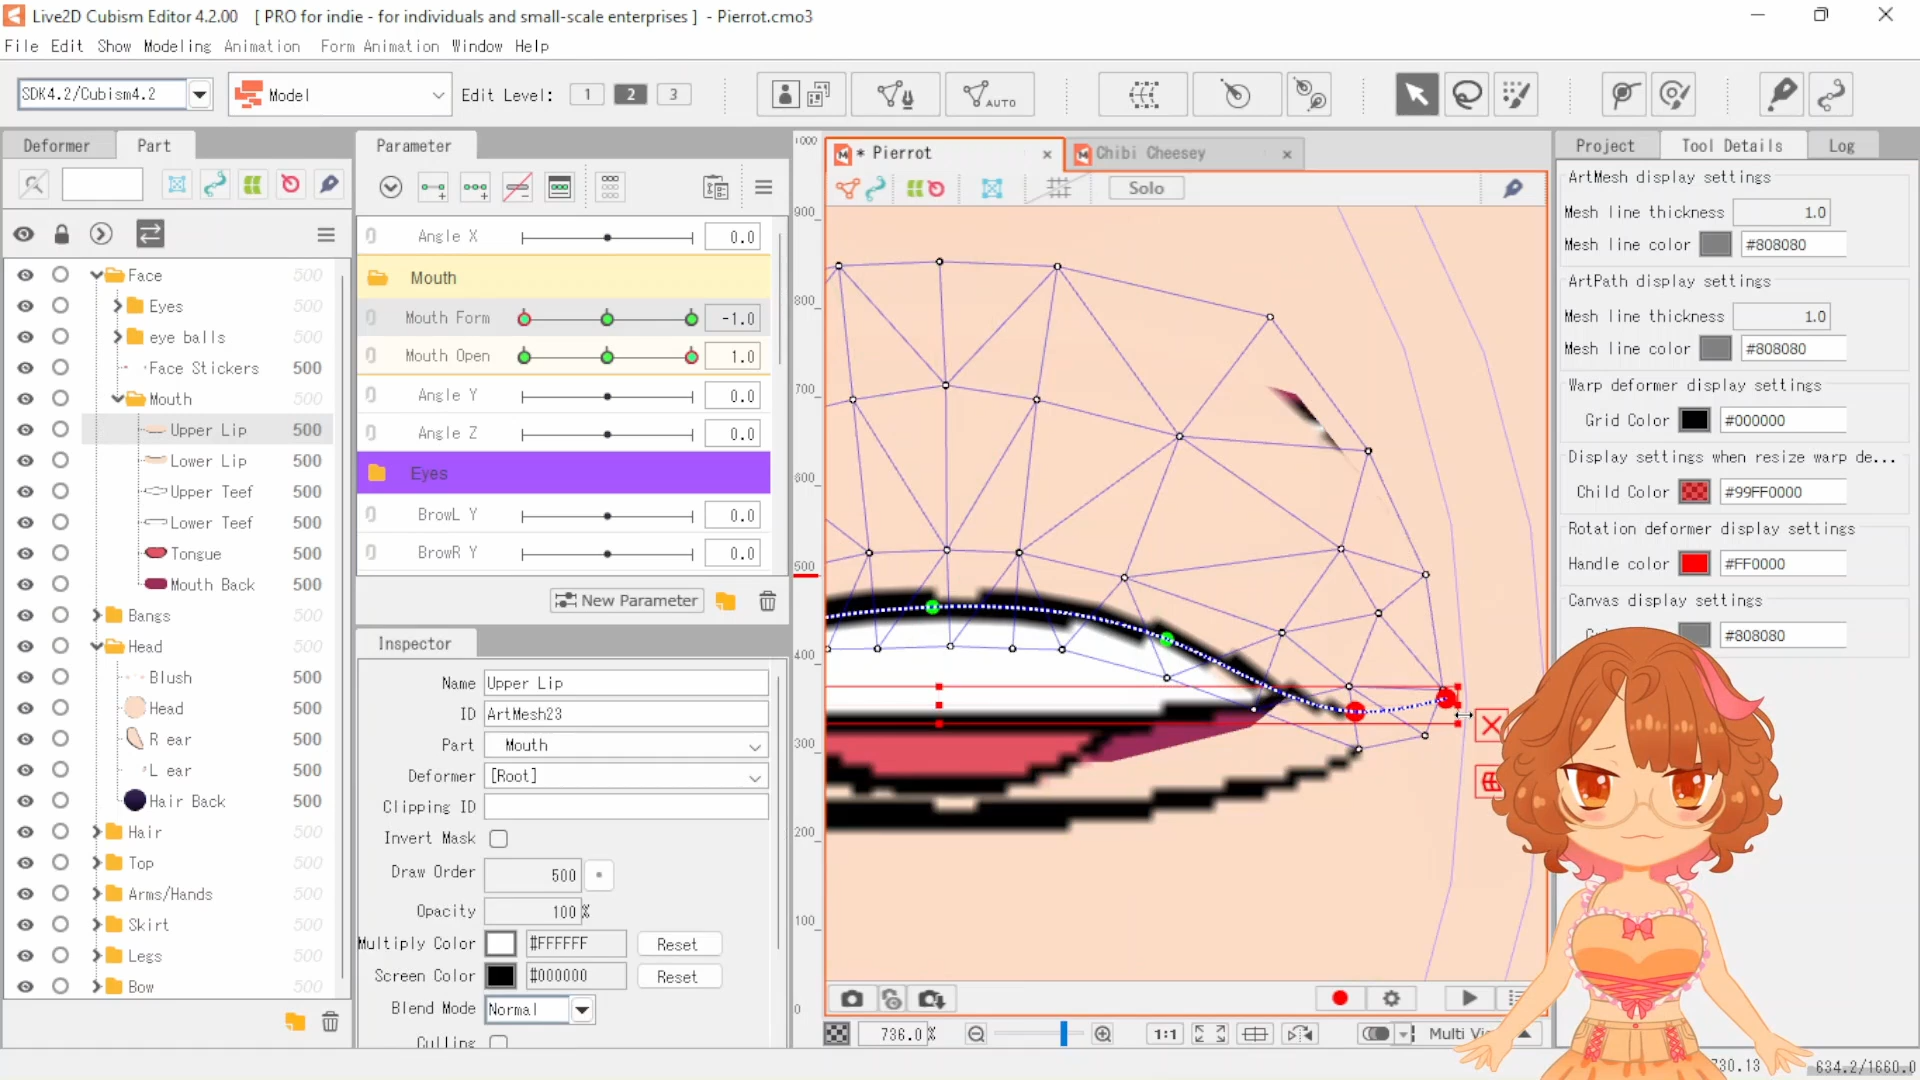 Live2D Cubism Editor 4.2.00 [ PRO for indie - for individuals and small-scale enterprises ] - Pierrot.cmo3
File Edit Show Modeling Animation Form Animation Window Help
SDK4.2/Cubism4.2
Model
Edit Level: 1 2 3
AUTO
Deformer Part
Face 500
Eyes 500
eye balls 500
Face Stickers 500
Mouth 500
Upper Lip 500
Lower Lip 500
Upper Teef 500
Lower Teef 500
Tongue 500
Mouth Back 500
Bangs 500
Head 500
Blush 500
Head 500
R ear 500
L ear 500
Hair Back 500
Hair 500
Top 500
Arms/Hands 500
Skirt 500
Legs 500
Bow 500
Parameter
Angle X 0.0
Mouth
Mouth Form -1.0
Mouth Open 1.0
Angle Y 0.0
Angle Z 0.0
Eyes
BrowL Y 0.0
BrowR Y 0.0
New Parameter
Inspector
Name Upper Lip
ID ArtMesh23
Part Mouth
Deformer [Root]
Clipping ID
Invert Mask
Draw Order 500
Opacity 100 %
Multiply Color #FFFFFF Reset
Screen Color #000000 Reset
Blend Mode Normal
Culling
1000
900
800
700
600
500
400
300
200
100
0
* Pierrot
Chibi Cheesey
Solo
736.0 %
1:1
Project Tool Details Log
ArtMesh display settings
Mesh line thickness 1.0
Mesh line color #808080
ArtPath display settings
Mesh line thickness 1.0
Mesh line color #808080
Warp deformer display settings
Grid Color #000000
Display settings when resize warp de...
Child Color #99FF0000
Rotation deformer display settings
Handle color #FF0000
Canvas display settings
#808080
634.2/1660.0